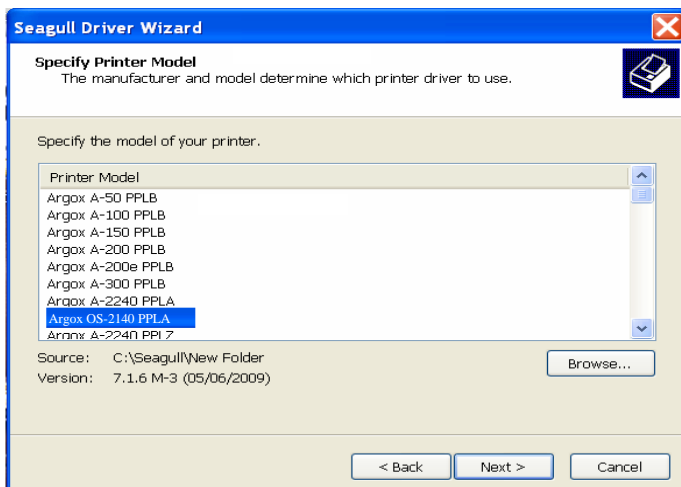 Seagull Driver Wizard
Specify Printer Model
The manufacturer and model determine which printer driver to use.
Specify the model of your printer.
Printer Model
Argox A-50 PPLB
Argox A-100 PPLB
Argox A-150 PPLB
Argox A-200 PPLB
Argox A-200e PPLB
Argox A-300 PPLB
Argox A-2240 PPLA
Argox OS-2140 PPLA
Argox A-2240 PPLZ
Source: C:\Seagull\New Folder
Browse...
Version: 7.1.6 M-3 (05/06/2009)
< Back Next > Cancel